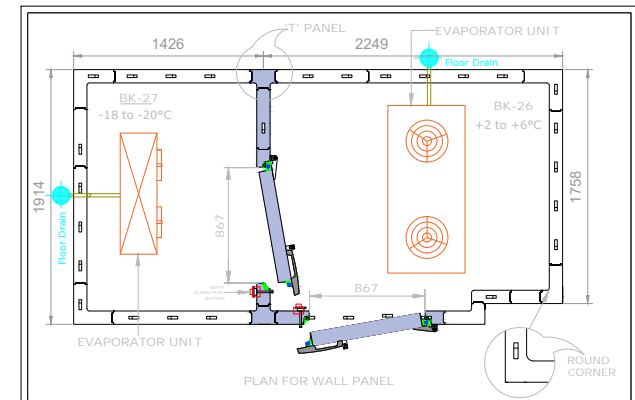 'T' PANEL
EVAPORATOR UNIT
1426
2249
Floor Drain
BK-27
-18 to -20°C
BK-26
+2 to +6°C
1914
1758
Floor Drain
867
867
BUTTON
EVAPORATOR UNIT
ROUND
CORNER
PLAN FOR WALL PANEL